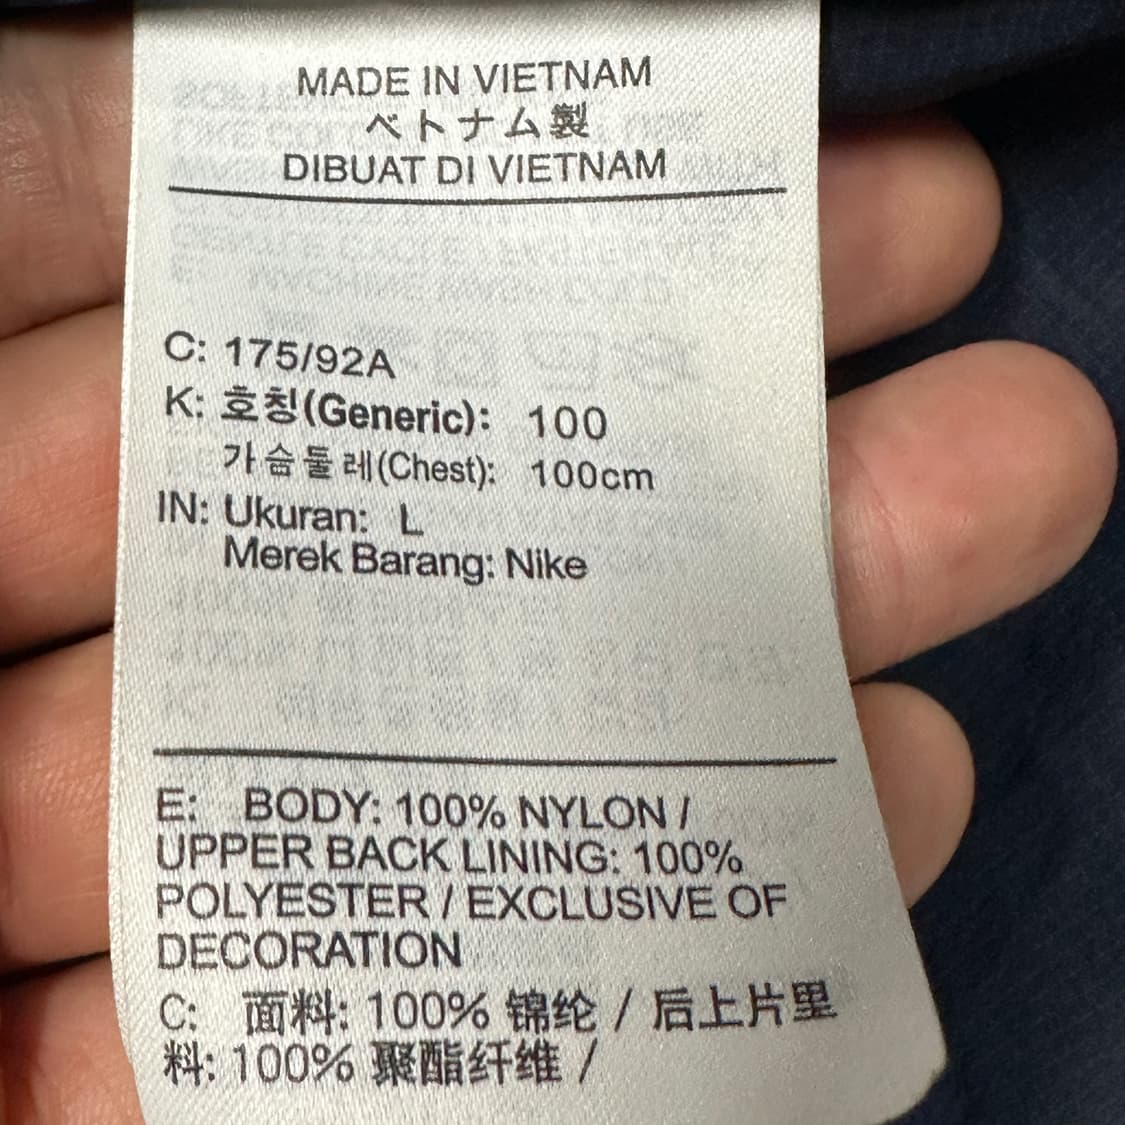 MADE IN VIETNAM
ベトナム製
DIBUAT DI VIETNAM
C: 175/92A
K: 호칭(Generic): 100
가슴둘레(Chest): 100cm
IN: Ukuran: L
Merek Barang: Nike
E: BODY: 100% NYLON /
UPPER BACK LINING: 100%
POLYESTER / EXCLUSIVE OF
DECORATION
C: 面料: 100% 锦纶 / 后上片里
料: 100% 聚酯纤维 /